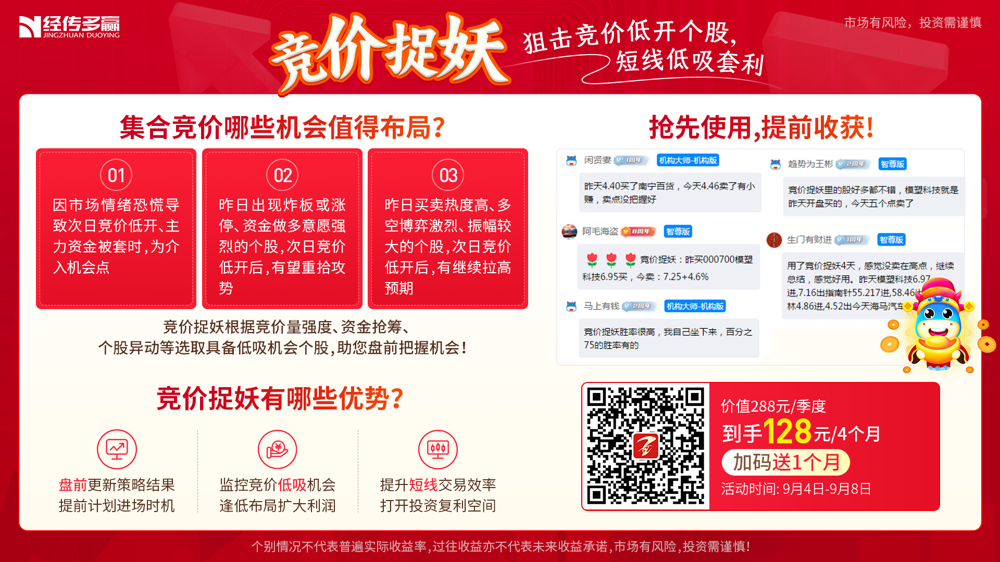 经传多赢
JINGZHUAN DUOYING
竞价捉妖
狙击竞价低开个股,
短线低吸套利
市场有风险，投资需谨慎
集合竞价哪些机会值得布局?
01
因市场情绪恐慌导
致次日竞价低开、主
力资金被套时,为介
入机会点
02
昨日出现炸板或涨
停、资金做多意愿强
烈的个股,次日竞价
低开后,有望重拾攻
势
03
昨日买卖热度高、多
空博弈激烈、振幅较
大的个股,次日竞价
低开后,有继续拉高
预期
竞价捉妖根据竞价量强度、资金抢筹、
个股异动等选取具备低吸机会个股,助您盘前把握机会!
竞价捉妖有哪些优势?
盘前更新策略结果
提前计划进场时机
监控竞价低吸机会
逢低布局扩大利润
提升短线交易效率
打开投资复利空间
抢先使用,提前收获!
闲贤妻 1周年 机构大师-机构版
昨天4.40买了南宁百货，今天4.46卖了有小
赚，卖点没把握好
阿毛海盗 8周年 智尊版
竞价捉妖：昨买000700模塑
科技6.95买，今卖：7.25+4.6%
马上有钱 2周年 机构大师-机构版
竞价捉妖胜率很高，我自己坐下来，百分之
75的胜率有的
趋势为王彬 2周年 智尊版
竞价捉妖里的股好多都不错，模塑科技就是
昨天开盘买的，今天五个点卖了
生门有财进 1周年 智尊版
用了竞价捉妖4天，感觉没卖在高点，继续
总结，感觉好用。昨天模塑科技6.97
进,7.16出指南针55.217进,58.46
林4.86进,4.52出今天海马汽车
价值288元/季度
到手128元/4个月
加码送1个月
活动时间: 9月4日-9月8日
个别情况不代表普遍实际收益率,过往收益亦不代表未来收益承诺,市场有风险,投资需谨慎!